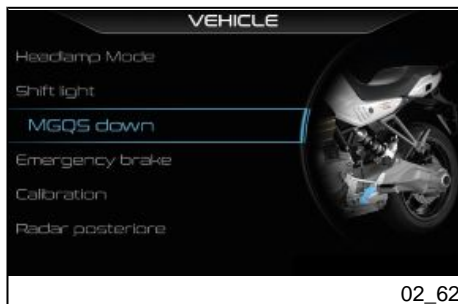 VEHICLE
Headlamp Mode
Shift light
MGQS down
Emergency brake
Calibration
Radar posteriore
02_62